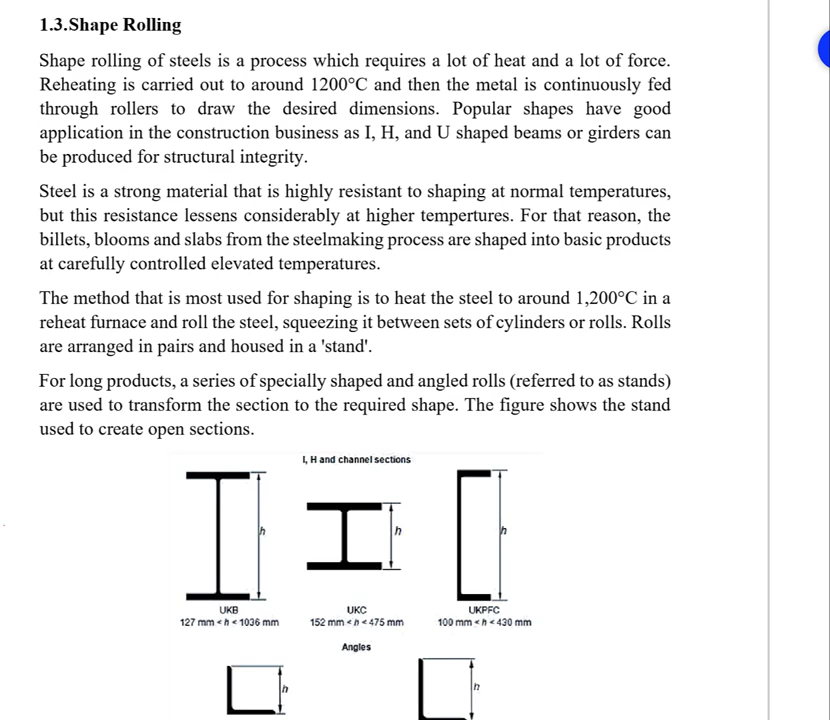 1.3.Shape Rolling
Shape rolling of steels is a process which requires a lot of heat and a lot of force.
Reheating is carried out to around 1200°C and then the metal is continuously fed
through rollers to draw the desired dimensions. Popular shapes have good
application in the construction business as I, H, and U shaped beams or girders can
be produced for structural integrity.
Steel is a strong material that is highly resistant to shaping at normal temperatures,
but this resistance lessens considerably at higher tempertures. For that reason, the
billets, blooms and slabs from the steelmaking process are shaped into basic products
at carefully controlled elevated temperatures.
The method that is most used for shaping is to heat the steel to around 1,200°C in a
reheat furnace and roll the steel, squeezing it between sets of cylinders or rolls. Rolls
are arranged in pairs and housed in a 'stand'.
For long products, a series of specially shaped and angled rolls (referred to as stands)
are used to transform the section to the required shape. The figure shows the stand
used to create open sections.
I, H and channel sections
h h h
UKB UKC UKPFC
127 mm < h < 1036 mm 152 mm < h < 475 mm 100 mm < h < 430 mm
Angles
h h